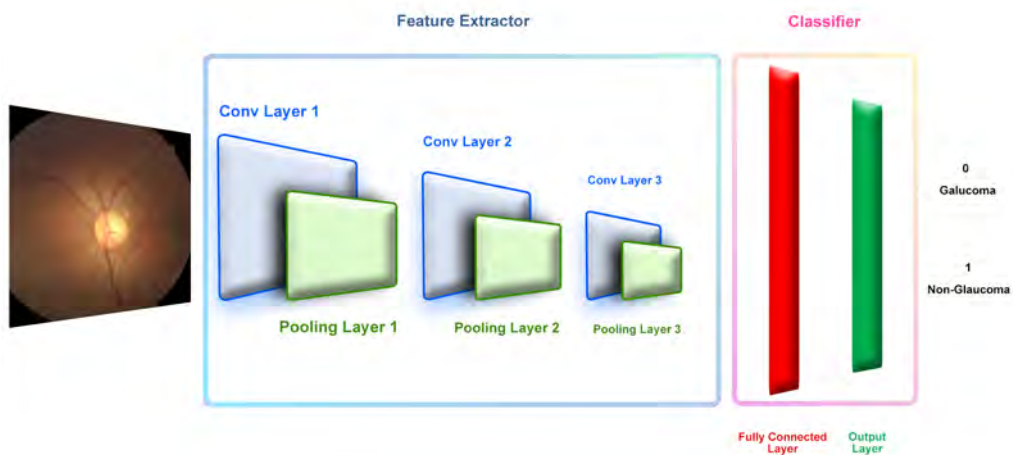 Feature Extractor
Classifier
Conv Layer 1
Conv Layer 2
Conv Layer 3
Pooling Layer 1
Pooling Layer 2
Pooling Layer 3
0
Galucoma
1
Non-Glaucoma
Fully Connected
Layer
Output
Layer